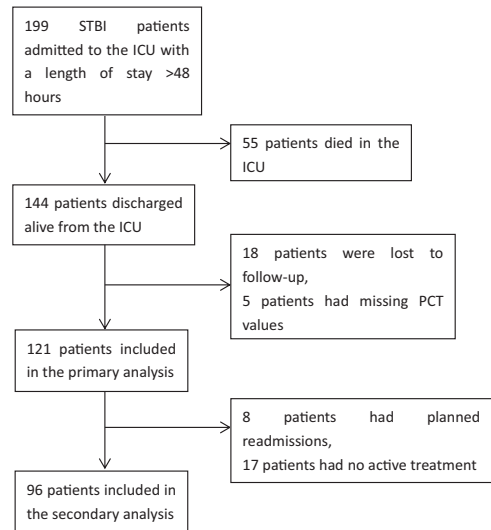 199 STBI patients
admitted to the ICU with
a length of stay >48
hours
55 patients died in the
ICU
144 patients discharged
alive from the ICU
18 patients were lost to
follow-up,
5 patients had missing PCT
values
121 patients included
in the primary analysis
8 patients had planned
readmissions,
17 patients had no active treatment
96 patients included in
the secondary analysis